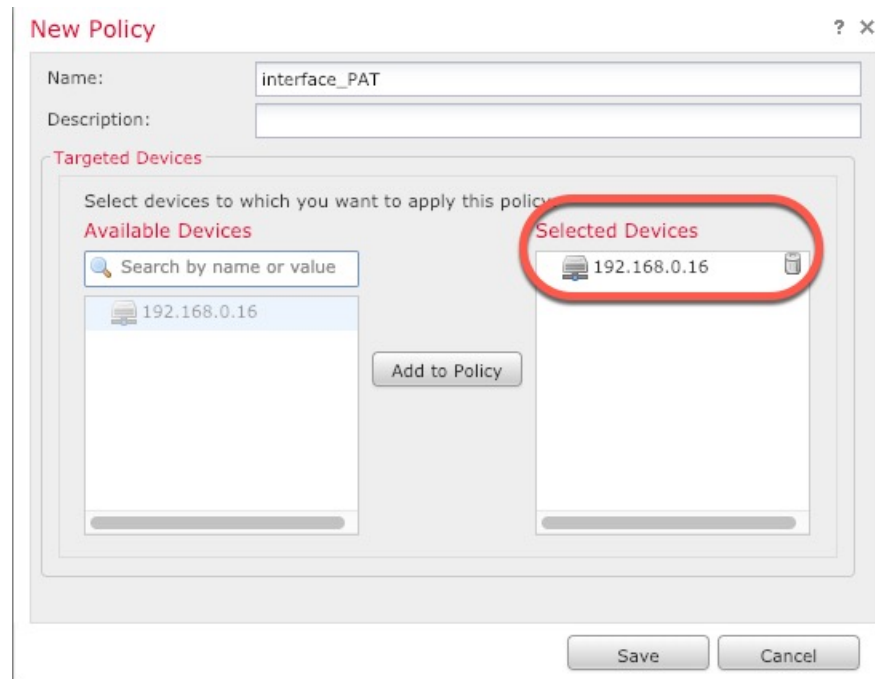 New Policy ? ×
Name: interface_PAT
Description:
Targeted Devices
Select devices to which you want to apply this policy
Available Devices
Search by name or value
192.168.0.16
Add to Policy
Selected Devices
192.168.0.16
Save Cancel